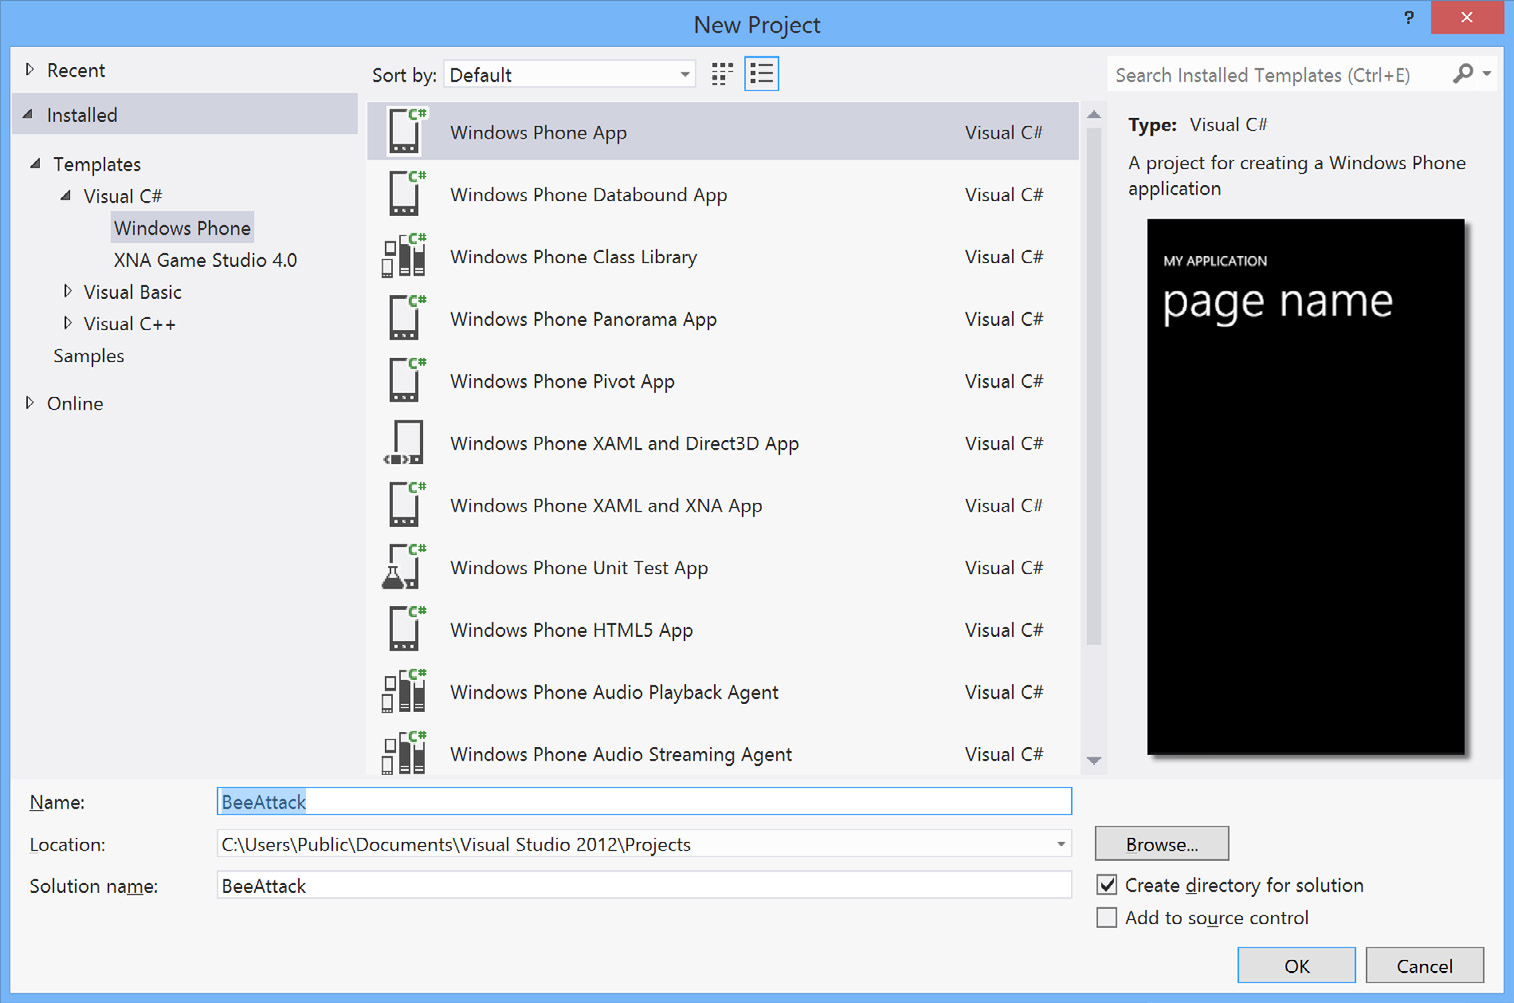 New Project
?
Recent
Installed
Templates
Visual C#
Windows Phone
XNA Game Studio 4.0
Visual Basic
Visual C++
Samples
Online
Sort by: Default
Search Installed Templates (Ctrl+E)
C# Windows Phone App Visual C#
C# Windows Phone Databound App Visual C#
C# Windows Phone Class Library Visual C#
C# Windows Phone Panorama App Visual C#
C# Windows Phone Pivot App Visual C#
Windows Phone XAML and Direct3D App Visual C#
C# Windows Phone XAML and XNA App Visual C#
C# Windows Phone Unit Test App Visual C#
C# Windows Phone HTML5 App Visual C#
C# Windows Phone Audio Playback Agent Visual C#
C# Windows Phone Audio Streaming Agent Visual C#
Type: Visual C#
A project for creating a Windows Phone
application
MY APPLICATION
page name
Name: BeeAttack
Location: C:\Users\Public\Documents\Visual Studio 2012\Projects
Browse...
Solution name: BeeAttack
Create directory for solution
Add to source control
OK
Cancel